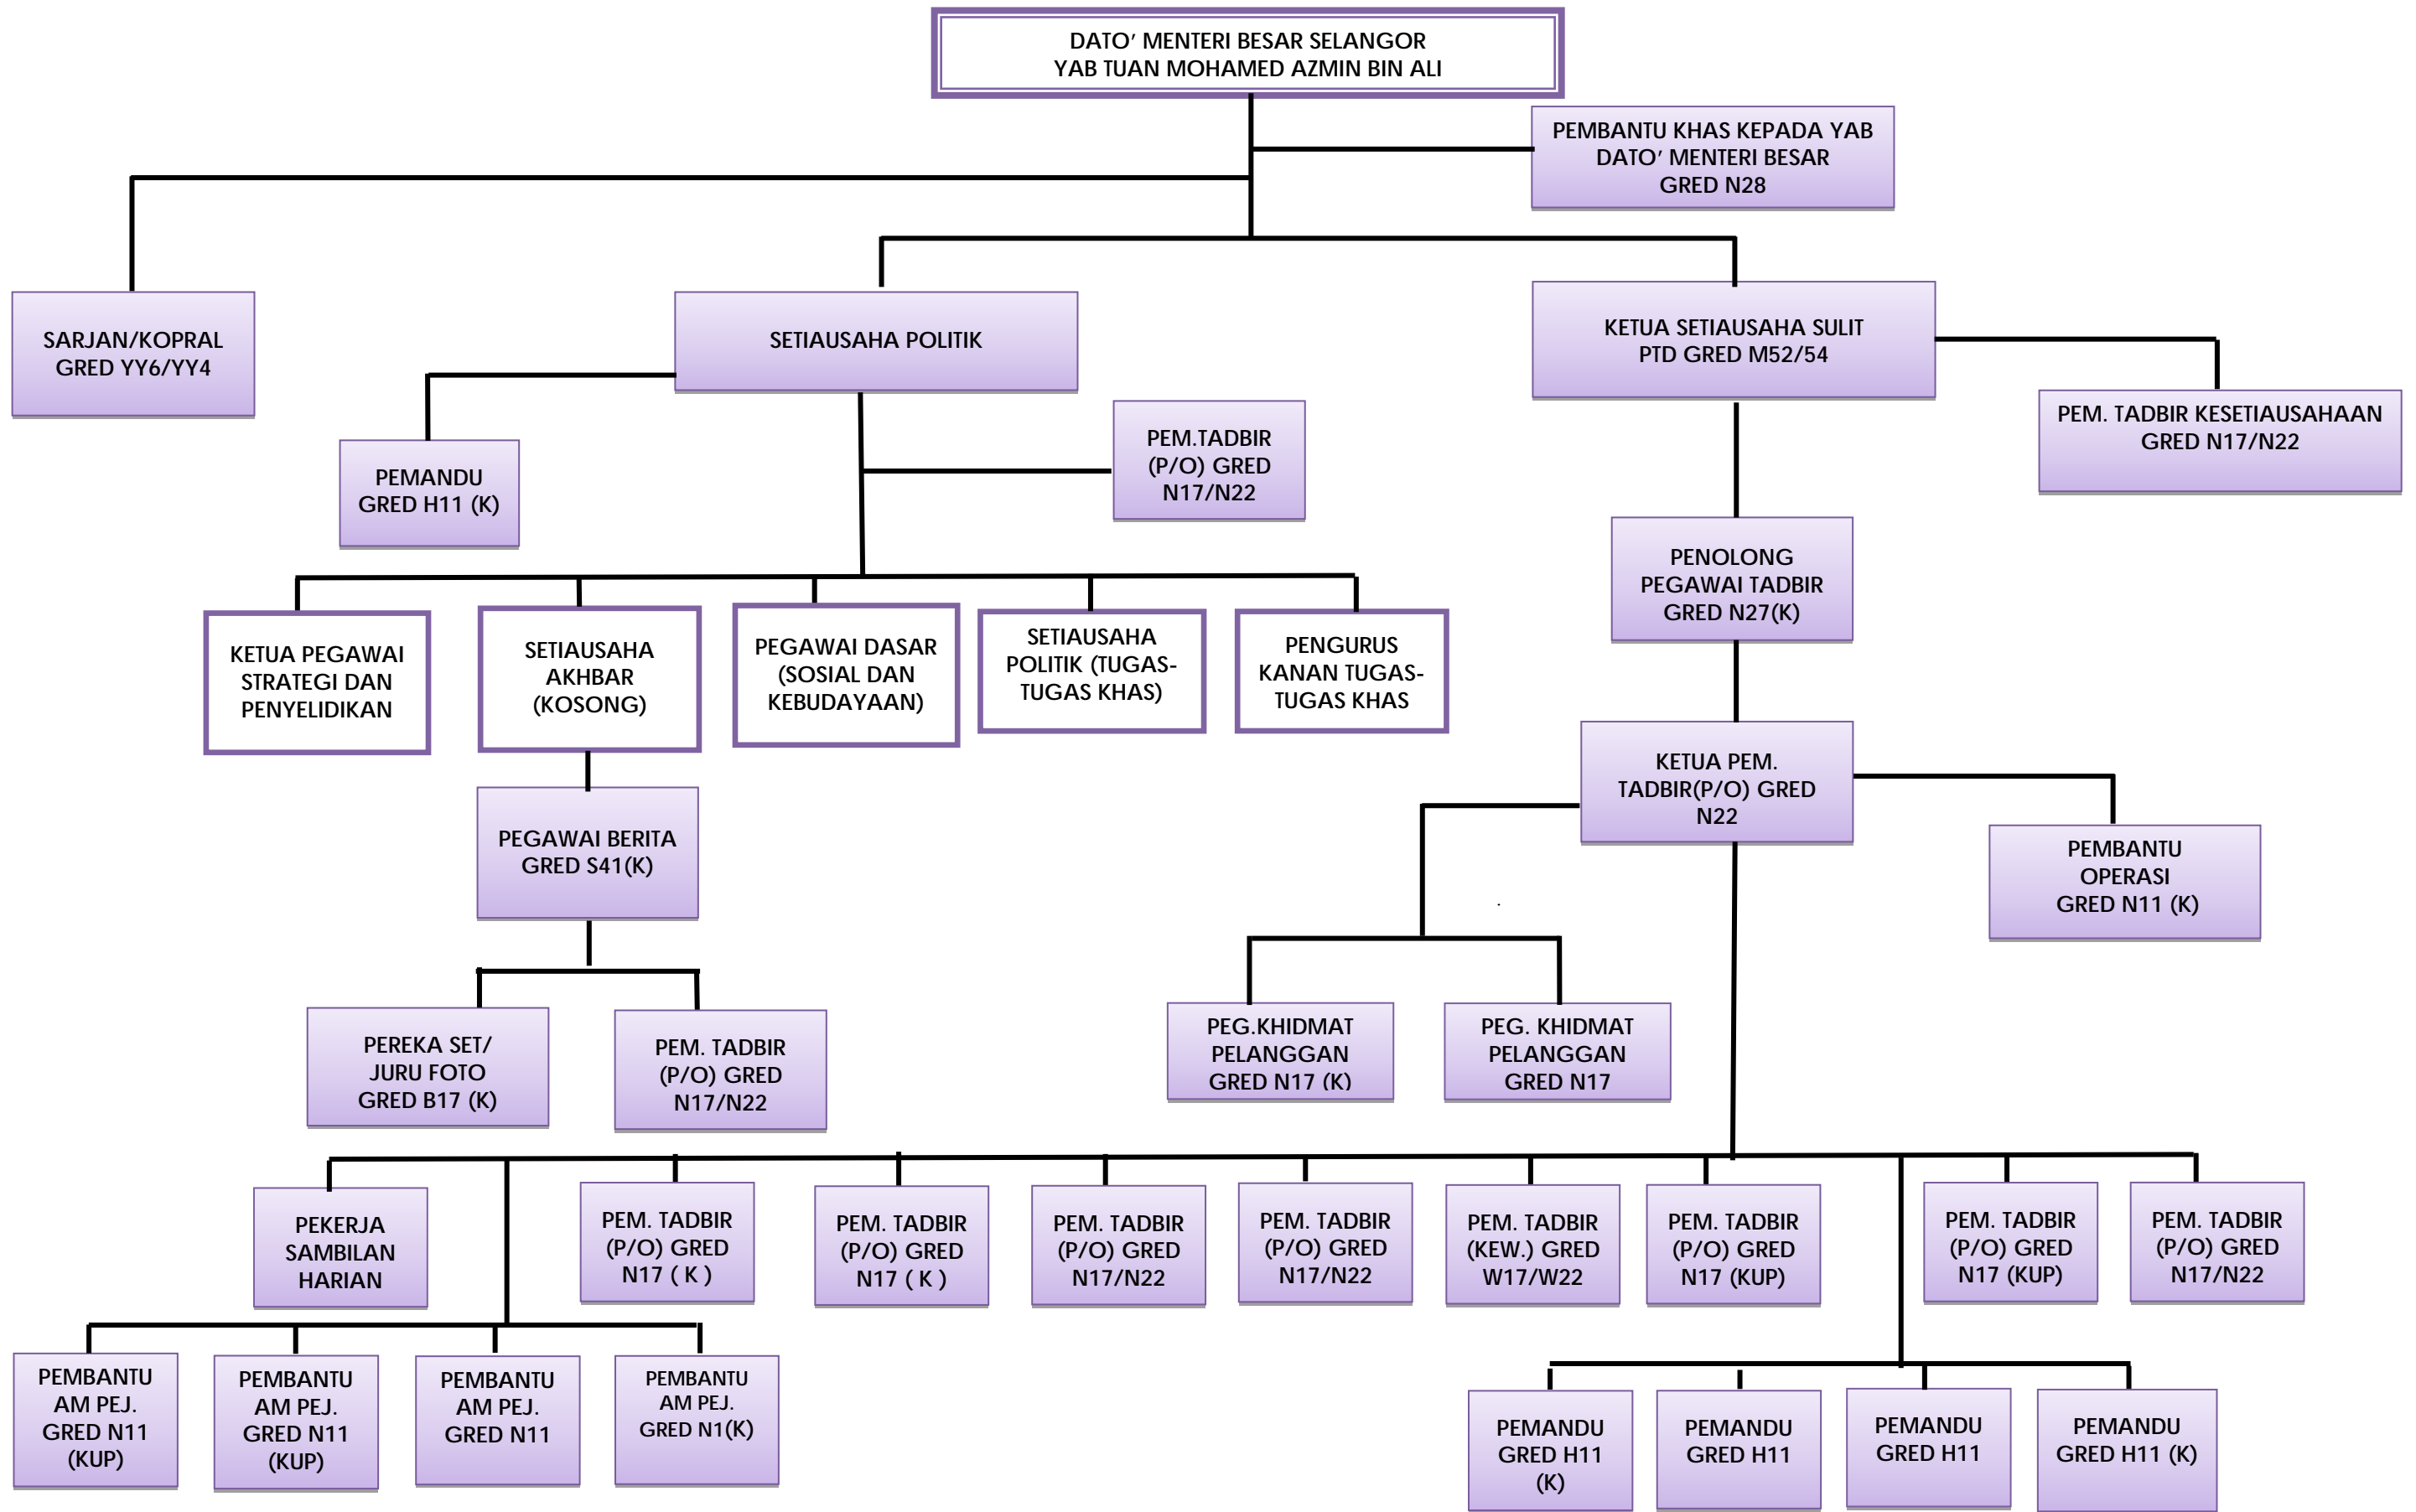 DATO’ MENTERI BESAR SELANGOR
YAB TUAN MOHAMED AZMIN BIN ALI
PEMBANTU KHAS KEPADA YAB
DATO’ MENTERI BESAR
GRED N28
SARJAN/KOPRAL
GRED YY6/YY4
SETIAUSAHA POLITIK
KETUA SETIAUSAHA SULIT
PTD GRED M52/54
PEM. TADBIR KESETIAUSAHAAN
GRED N17/N22
PEMANDU
GRED H11 (K)
PEM.TADBIR
(P/O) GRED
N17/N22
PENOLONG
PEGAWAI TADBIR
GRED N27(K)
KETUA PEGAWAI
STRATEGI DAN
PENYELIDIKAN
SETIAUSAHA
AKHBAR
(KOSONG)
PEGAWAI DASAR
(SOSIAL DAN
KEBUDAYAAN)
SETIAUSAHA
POLITIK (TUGAS-
TUGAS KHAS)
PENGURUS
KANAN TUGAS-
TUGAS KHAS
KETUA PEM.
TADBIR(P/O) GRED
N22
PEGAWAI BERITA
GRED S41(K)
PEMBANTU
OPERASI
GRED N11 (K)
PEREKA SET/
JURU FOTO
GRED B17 (K)
PEM. TADBIR
(P/O) GRED
N17/N22
PEG.KHIDMAT
PELANGGAN
GRED N17 (K)
PEG. KHIDMAT
PELANGGAN
GRED N17
PEKERJA
SAMBILAN
HARIAN
PEM. TADBIR
(P/O) GRED
N17 ( K )
PEM. TADBIR
(P/O) GRED
N17 ( K )
PEM. TADBIR
(P/O) GRED
N17/N22
PEM. TADBIR
(P/O) GRED
N17/N22
PEM. TADBIR
(KEW.) GRED
W17/W22
PEM. TADBIR
(P/O) GRED
N17 (KUP)
PEM. TADBIR
(P/O) GRED
N17 (KUP)
PEM. TADBIR
(P/O) GRED
N17/N22
PEMBANTU
AM PEJ.
GRED N11
(KUP)
PEMBANTU
AM PEJ.
GRED N11
(KUP)
PEMBANTU
AM PEJ.
GRED N11
PEMBANTU
AM PEJ.
GRED N1(K)
PEMANDU
GRED H11
(K)
PEMANDU
GRED H11
PEMANDU
GRED H11
PEMANDU
GRED H11 (K)